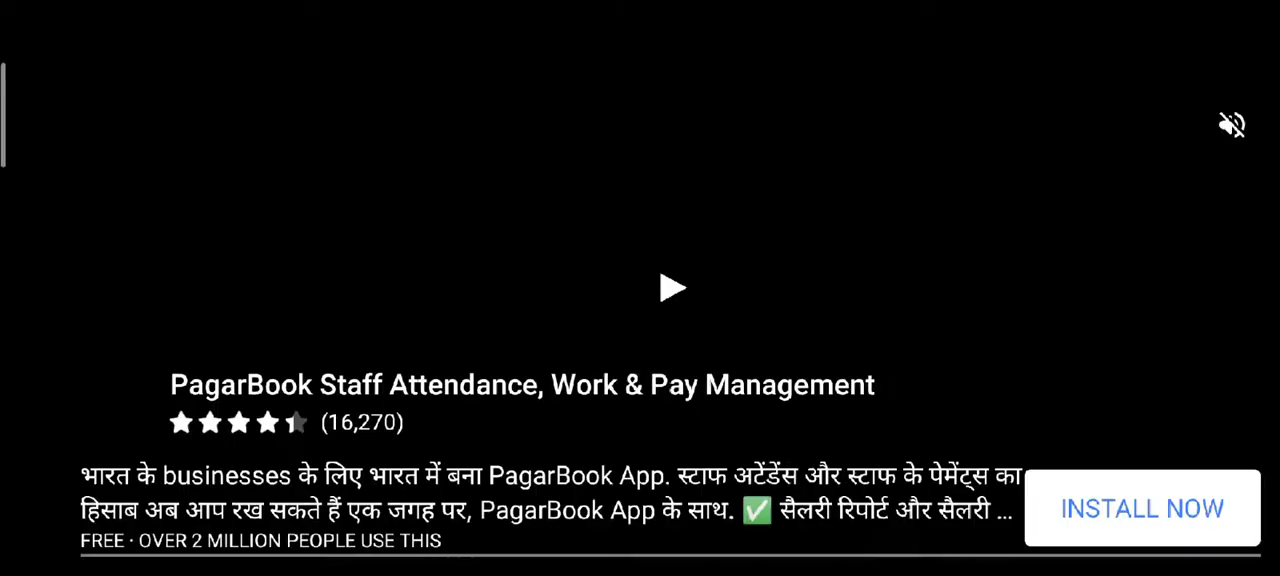 PagarBook Staff Attendance, Work & Pay Management
(16,270)
भारत के businesses के लिए भारत में बना PagarBook App. स्टाफ अटेंडेंस और स्टाफ के पेमेंट्स का
हिसाब अब आप रख सकते हैं एक जगह पर, PagarBook App के साथ. ✅ सैलरी रिपोर्ट और सैलरी ...
INSTALL NOW
FREE · OVER 2 MILLION PEOPLE USE THIS